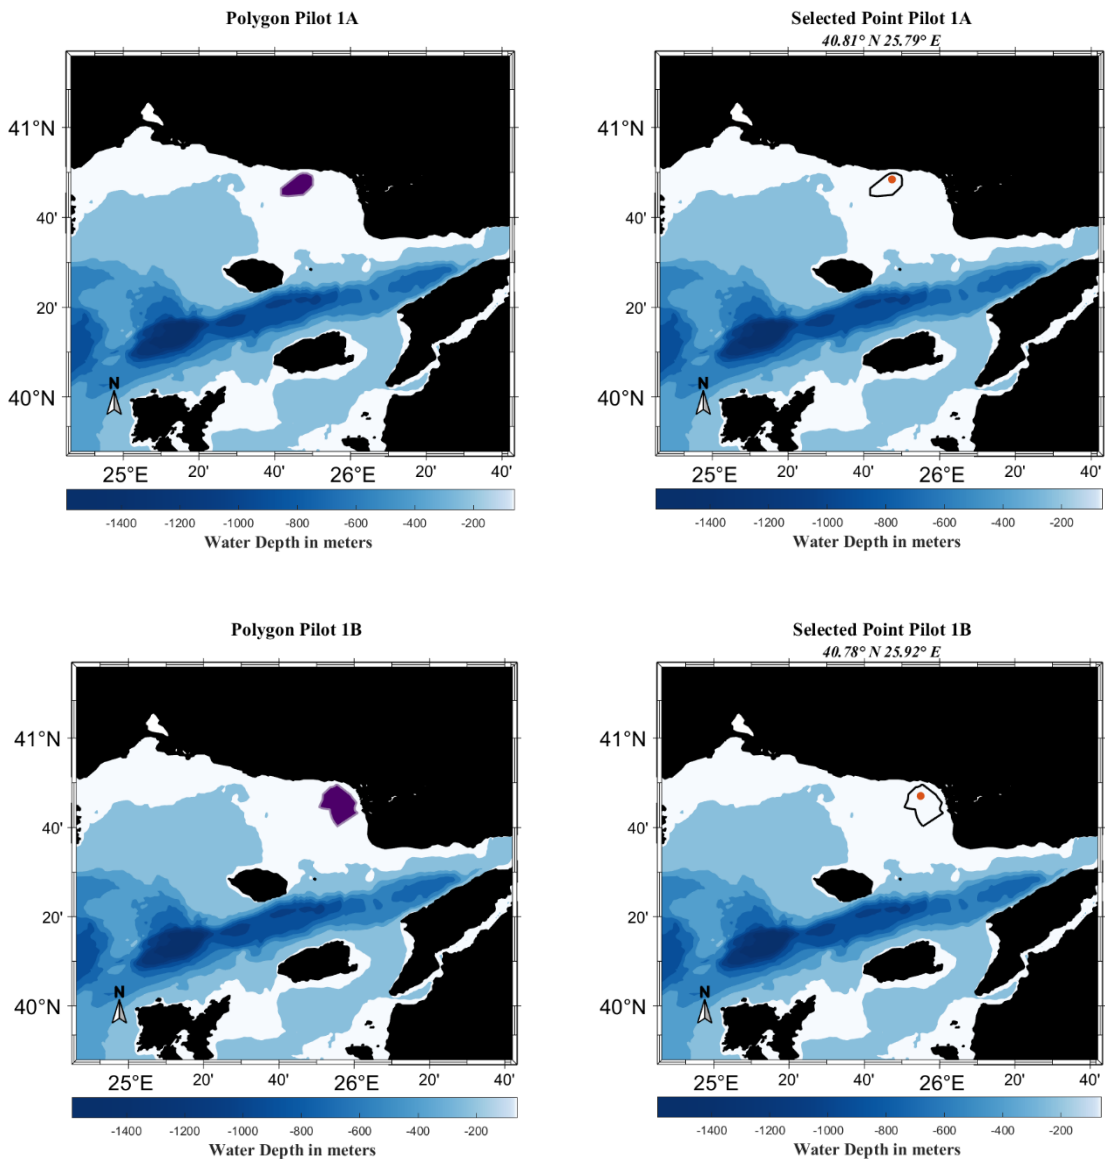 Polygon Pilot 1A
41°N
40'
20'
40°N
N
25°E 20' 40' 26°E 20' 40'
-1400 -1200 -1000 -800 -600 -400 -200
Water Depth in meters
Selected Point Pilot 1A
40.81° N 25.79° E
41°N
40'
20'
40°N
N
25°E 20' 40' 26°E 20' 40'
-1400 -1200 -1000 -800 -600 -400 -200
Water Depth in meters
Polygon Pilot 1B
41°N
40'
20'
40°N
N
25°E 20' 40' 26°E 20' 40'
-1400 -1200 -1000 -800 -600 -400 -200
Water Depth in meters
Selected Point Pilot 1B
40.78° N 25.92° E
41°N
40'
20'
40°N
N
25°E 20' 40' 26°E 20' 40'
-1400 -1200 -1000 -800 -600 -400 -200
Water Depth in meters